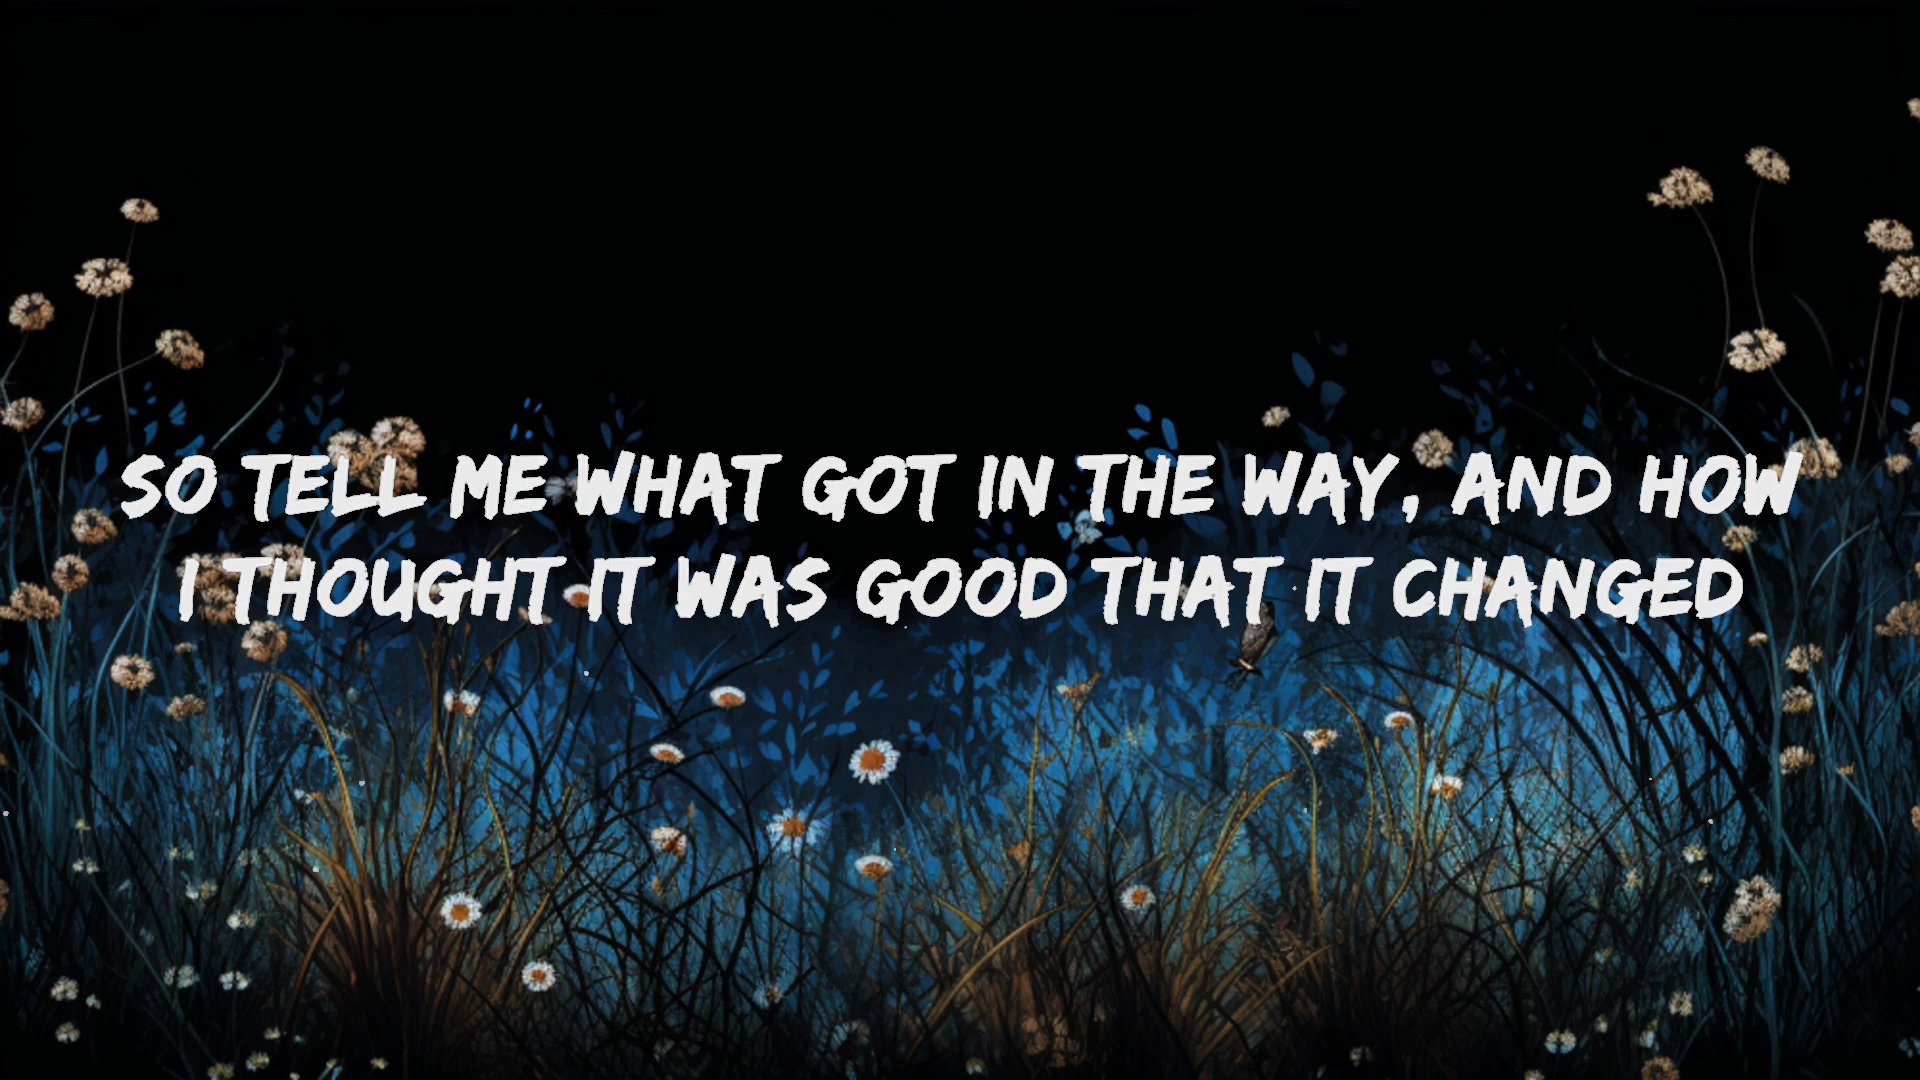 SO TELL ME WHAT GOT IN THE WAY, AND HOW
I THOUGHT IT WAS GOOD THAT IT CHANGED